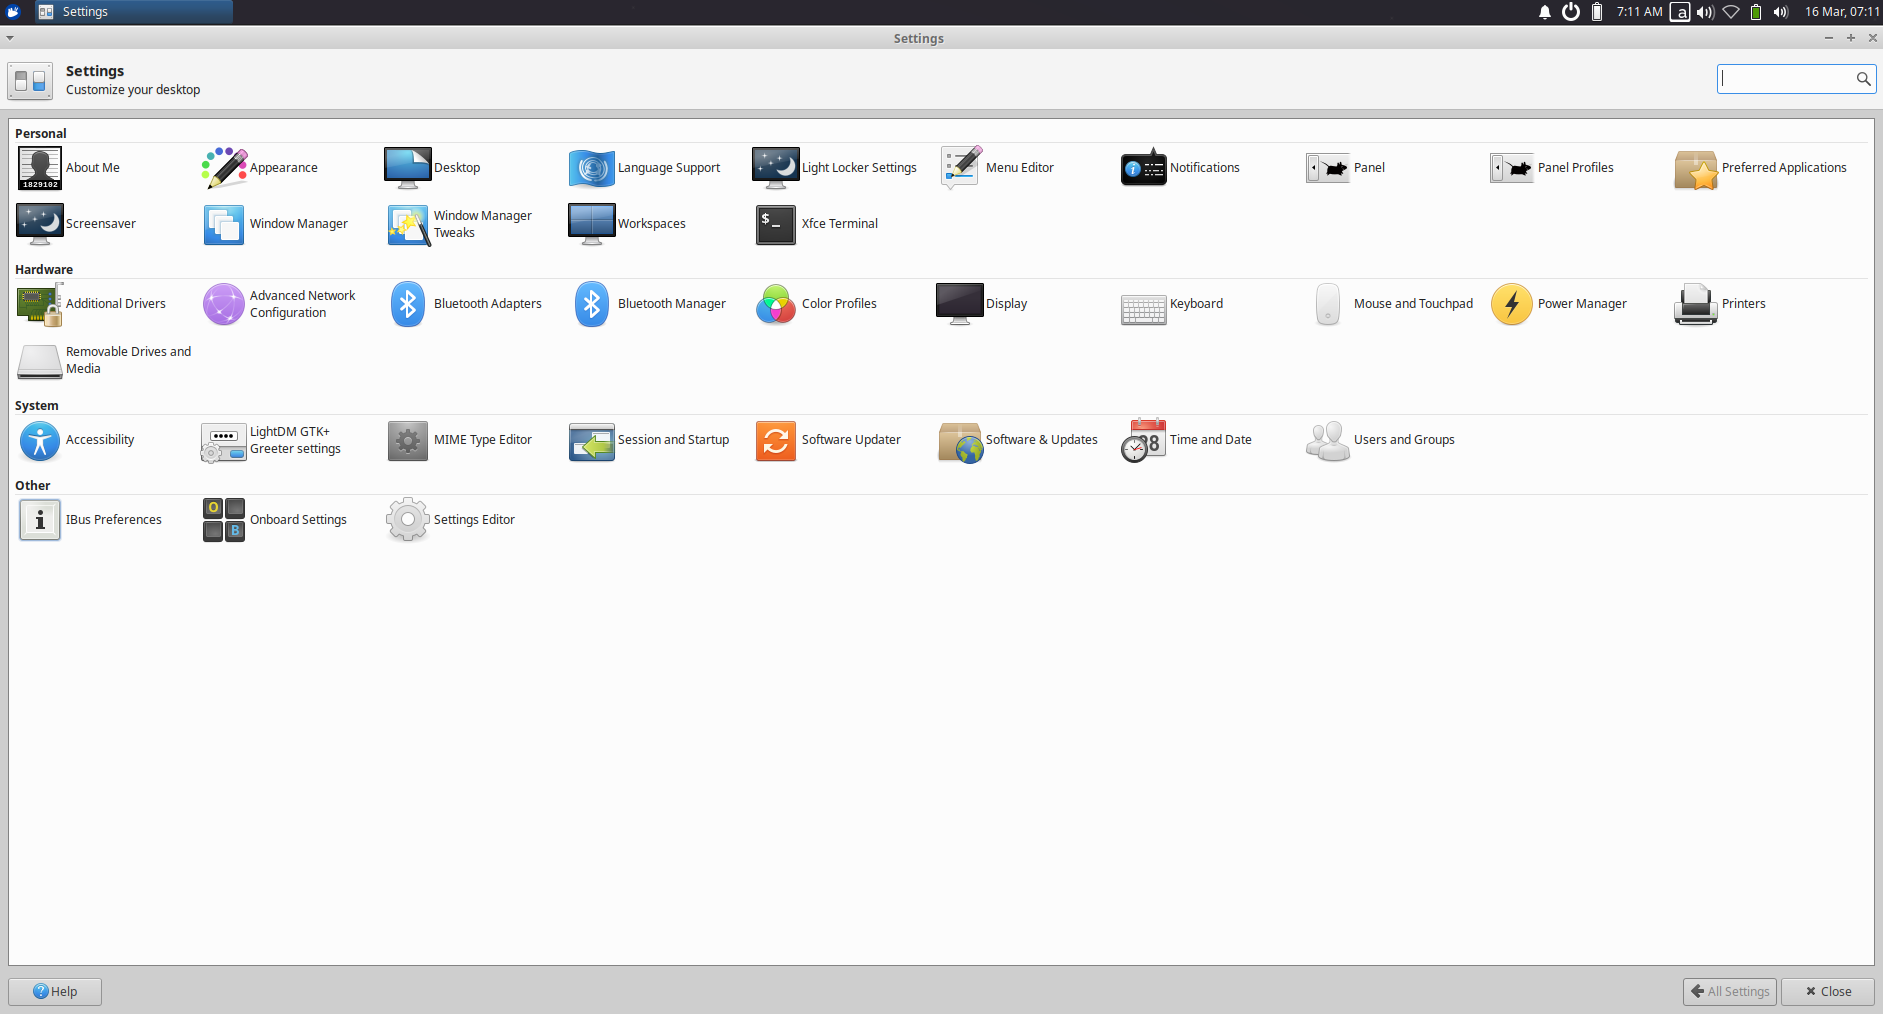 Settings
7:11 AM
a
16 Mar, 07:11
Settings
Settings
Customize your desktop
Personal
1829102
About Me
Appearance
Desktop
Language Support
Light Locker Settings
Menu Editor
Notifications
Panel
Panel Profiles
Preferred Applications
Screensaver
Window Manager
Window Manager
Tweaks
Workspaces
$_
Xfce Terminal
Hardware
Additional Drivers
Advanced Network
Configuration
Bluetooth Adapters
Bluetooth Manager
Color Profiles
Display
Keyboard
Mouse and Touchpad
Power Manager
Printers
Removable Drives and
Media
System
Accessibility
LightDM GTK+
Greeter settings
MIME Type Editor
Session and Startup
Software Updater
Software & Updates
Time and Date
Users and Groups
Other
i
IBus Preferences
O
B
Onboard Settings
Settings Editor
? Help
All Settings
Close